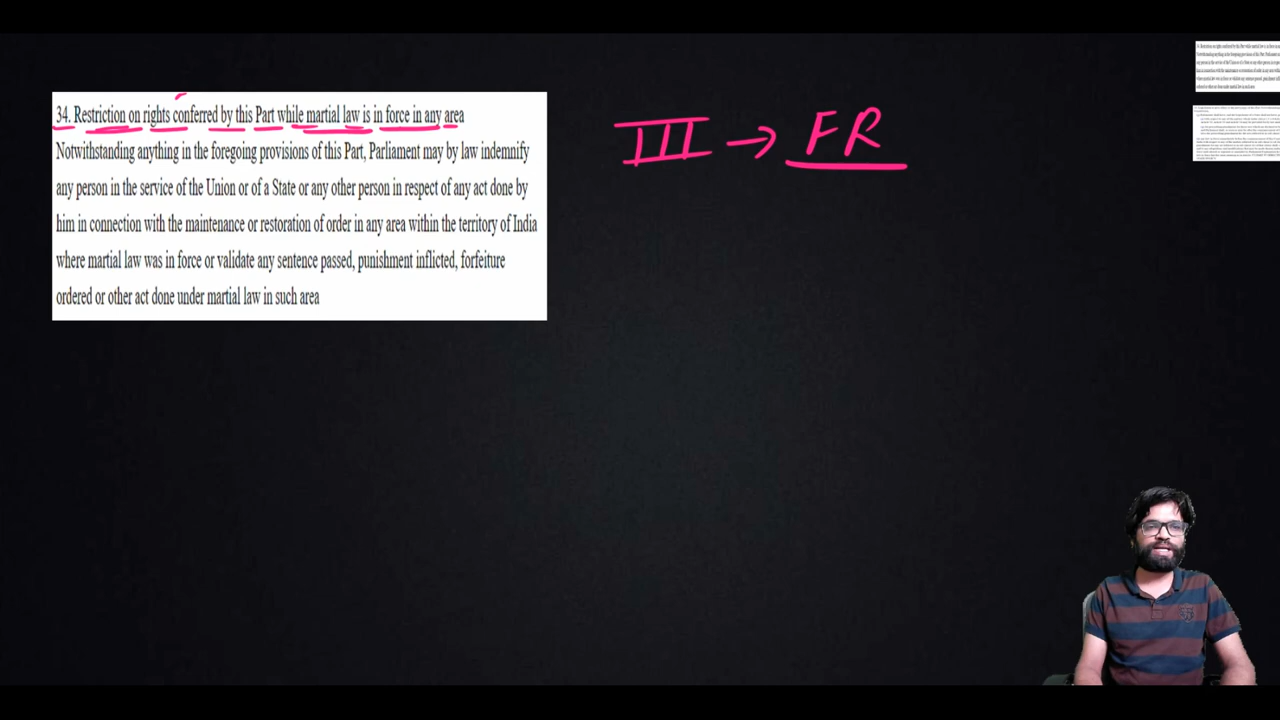 34. Restriction on rights conferred by this Part while martial law is in force in any area
Notwithstanding anything in the foregoing provisions of this Part, Parliament may by law indemnify
any person in the service of the Union or of a State or any other person in respect of any act done by
him in connection with the maintenance or restoration of order in any area within the territory of India
where martial law was in force or validate any sentence passed, punishment inflicted, forfeiture
ordered or other act done under martial law in such area
III → FR